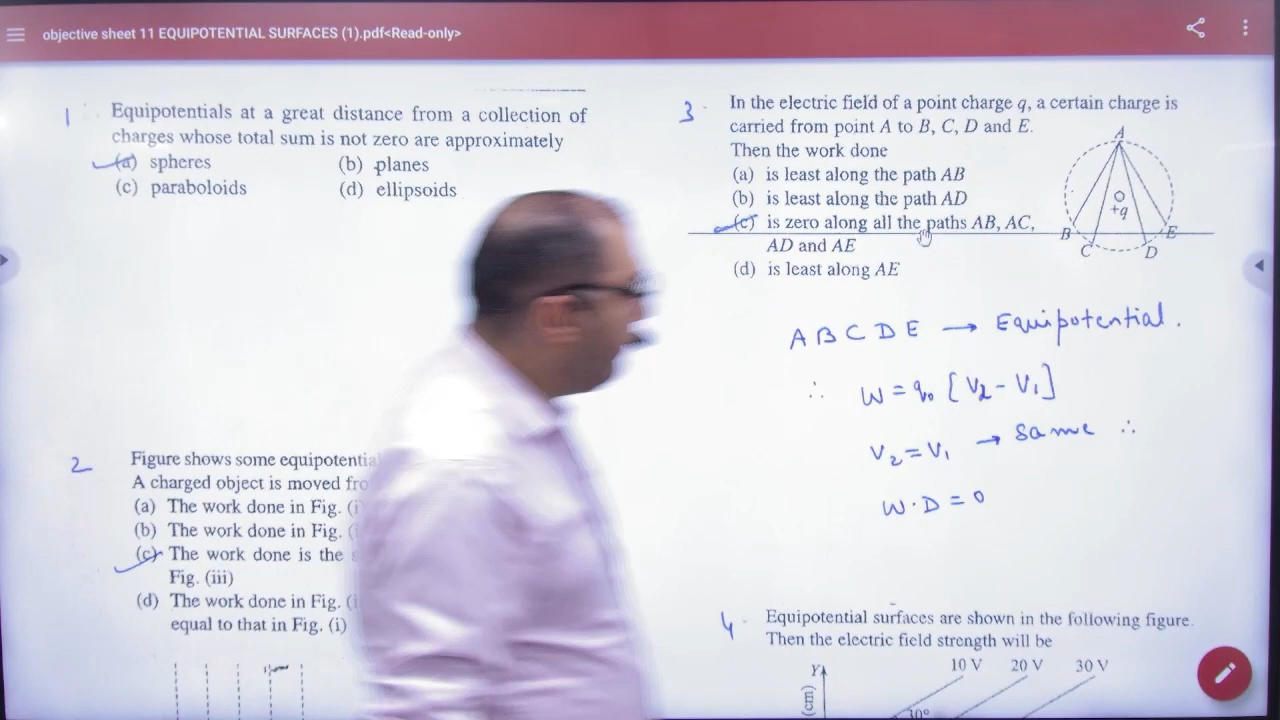 objective sheet 11 EQUIPOTENTIAL SURFACES (1).pdf<Read-only>
1 Equipotentials at a great distance from a collection of
charges whose total sum is not zero are approximately
(a) spheres (b) planes
(c) paraboloids (d) ellipsoids
2 Figure shows some
A charged object is moved
(a) The work done in Fig.
(b) The work done in Fig.
(c) The work done is the
Fig. (iii)
(d) The work done in Fig.
equal to that in Fig. (i)
3 In the electric field of a point charge q, a certain charge is
carried from point A to B, C, D and E.
Then the work done
(a) is least along the path AB
(b) is least along the path AD
(c) is zero along all the paths AB, AC,
AD and AE
(d) is least along AE
A
+q
B
E
C
D
A B C D E → Equipotential.
∴ W = q₀ [V₂ - V₁]
V₂ = V₁ → Same ∴
W.D = 0
4 Equipotential surfaces are shown in the following figure.
Then the electric field strength will be
10 V 20 V 30 V
Y
(cm)
30°